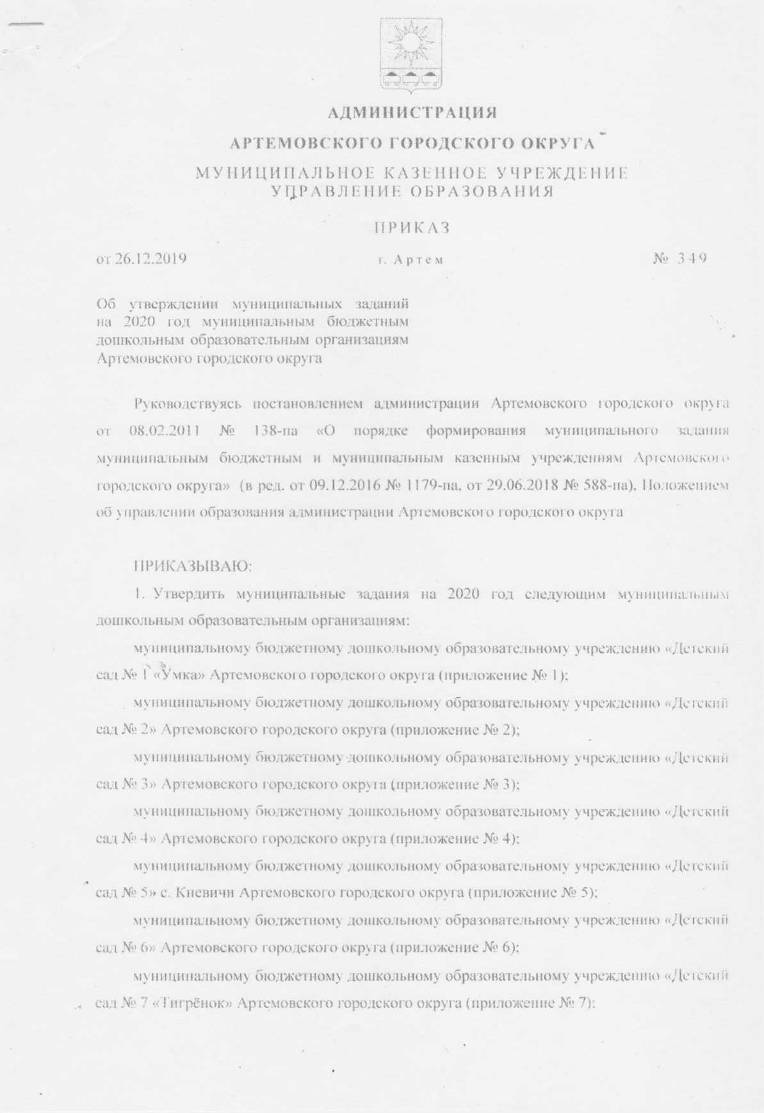 АДМИНИСТРАЦИЯ
АРТЕМОВСКОГО ГОРОДСКОГО ОКРУГА
МУНИЦИПАЛЬНОЕ КАЗЕННОЕ УЧРЕЖДЕНИЕ
УПРАВЛЕНИЕ ОБРАЗОВАНИЯ
ПРИКАЗ
от 26.12.2019 г. Артем № 349
Об утверждении муниципальных заданий
на 2020 год муниципальным бюджетным
дошкольным образовательным организациям
Артемовского городского округа
Руководствуясь постановлением администрации Артемовского городского округа
от 08.02.2011 № 138-па «О порядке формирования муниципального задания
муниципальным бюджетным и муниципальным казенным учреждениям Артемовского
городского округа» (в ред. от 09.12.2016 № 1179-па, от 29.06.2018 № 588-па), Положением
об управлении образования администрации Артемовского городского округа
ПРИКАЗЫВАЮ:
1. Утвердить муниципальные задания на 2020 год следующим муниципальным
дошкольным образовательным организациям:
муниципальному бюджетному дошкольному образовательному учреждению «Детский
сад № 1 «Умка» Артемовского городского округа (приложение № 1);
муниципальному бюджетному дошкольному образовательному учреждению «Детский
сад № 2» Артемовского городского округа (приложение № 2);
муниципальному бюджетному дошкольному образовательному учреждению «Детский
сад № 3» Артемовского городского округа (приложение № 3);
муниципальному бюджетному дошкольному образовательному учреждению «Детский
сад № 4» Артемовского городского округа (приложение № 4);
муниципальному бюджетному дошкольному образовательному учреждению «Детский
сад № 5» с. Кневичи Артемовского городского округа (приложение № 5);
муниципальному бюджетному дошкольному образовательному учреждению «Детский
сад № 6» Артемовского городского округа (приложение № 6);
муниципальному бюджетному дошкольному образовательному учреждению «Детский
сад № 7 «Тигрёнок» Артемовского городского округа (приложение № 7);